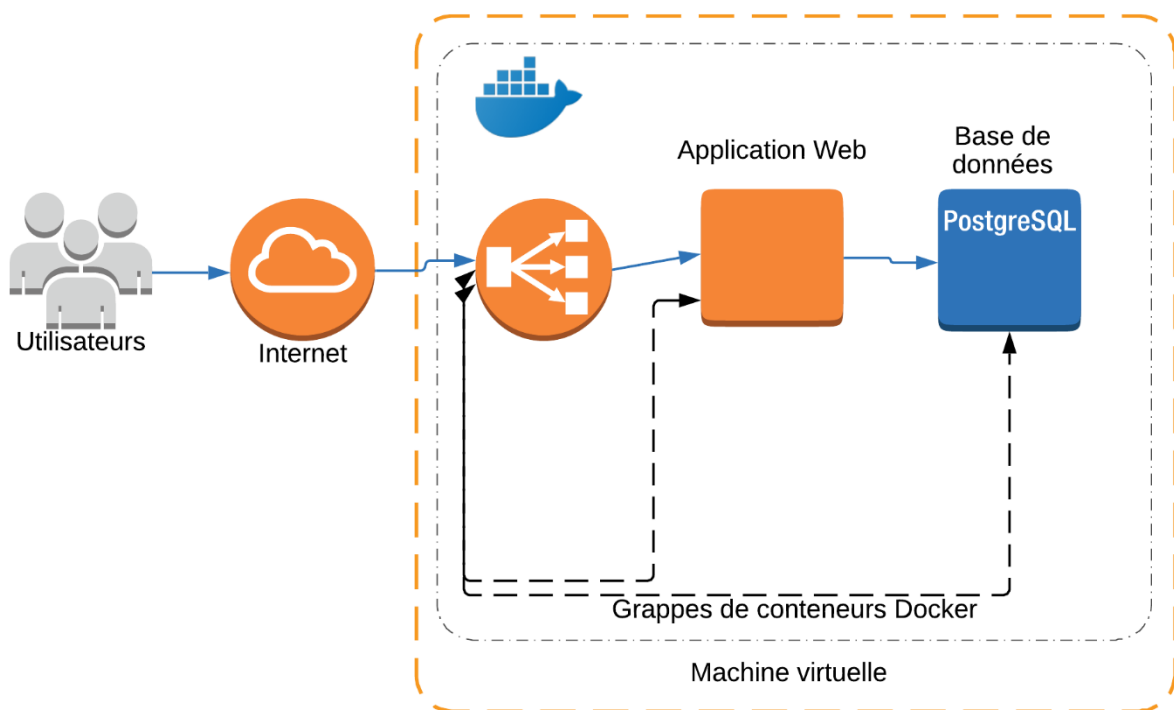 Application Web
Base de
données
PostgreSQL
Utilisateurs
Internet
Grappes de conteneurs Docker
Machine virtuelle